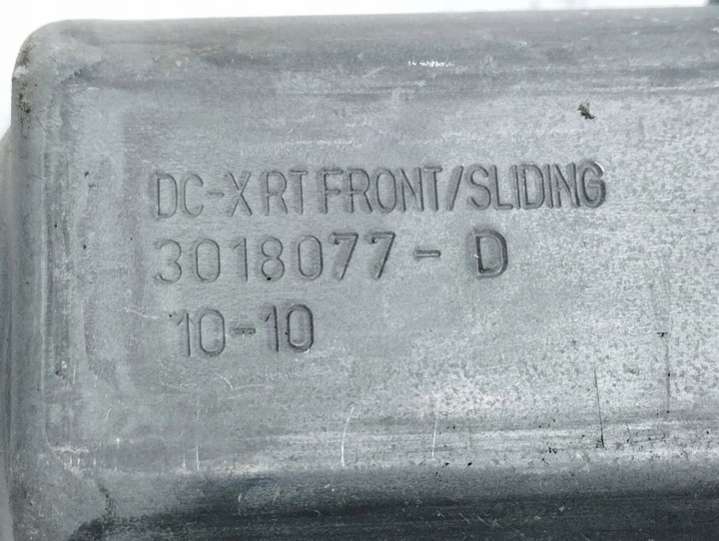 DC-X RT FRONT/SLIDING
3018077-D
10-10